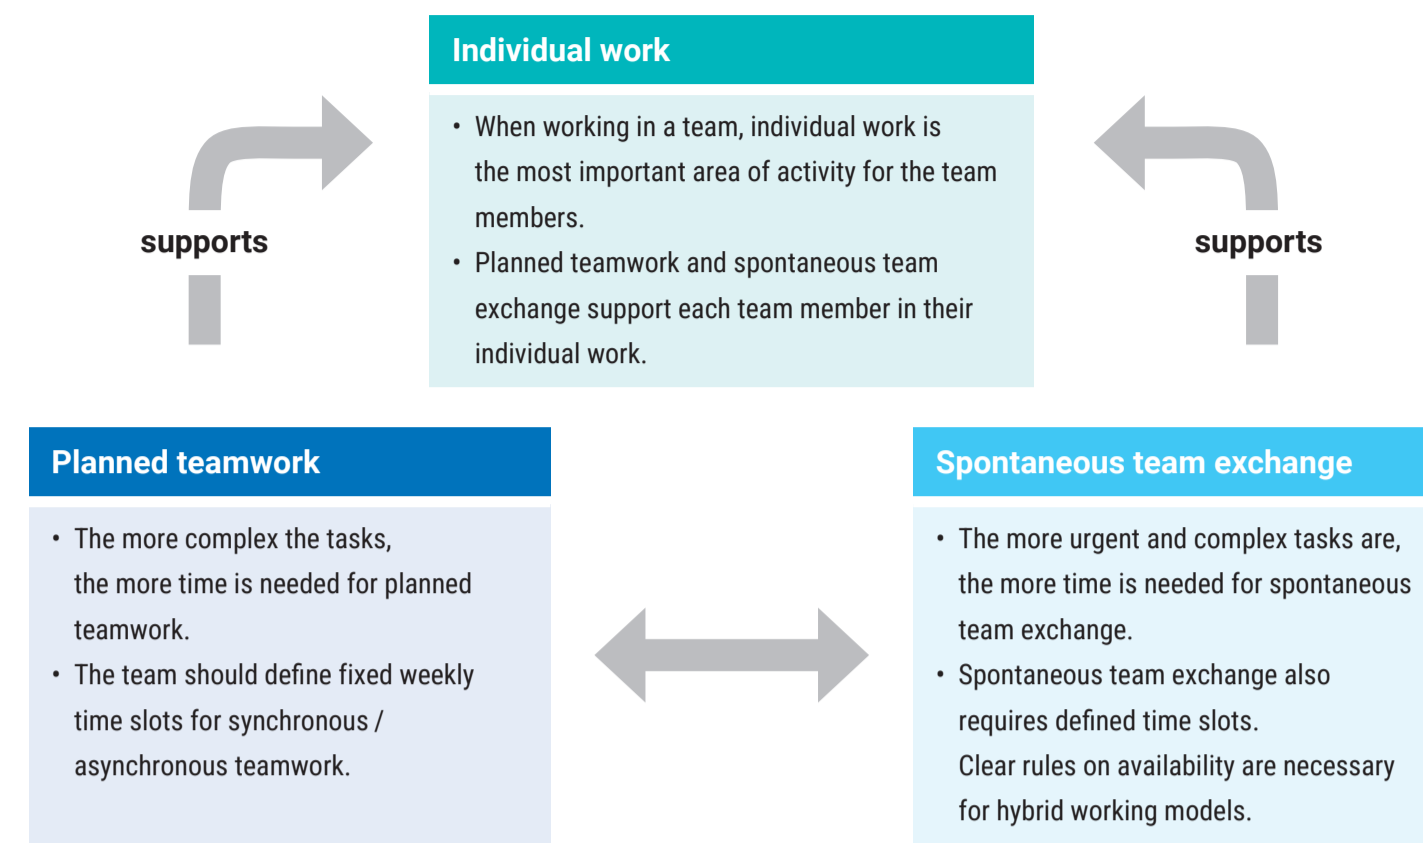 Individual work
• When working in a team, individual work is
the most important area of activity for the team
members.
• Planned teamwork and spontaneous team
exchange support each team member in their
individual work.
supports
supports
Planned teamwork
• The more complex the tasks,
the more time is needed for planned
teamwork.
• The team should define fixed weekly
time slots for synchronous /
asynchronous teamwork.
Spontaneous team exchange
• The more urgent and complex tasks are,
the more time is needed for spontaneous
team exchange.
• Spontaneous team exchange also
requires defined time slots.
Clear rules on availability are necessary
for hybrid working models.